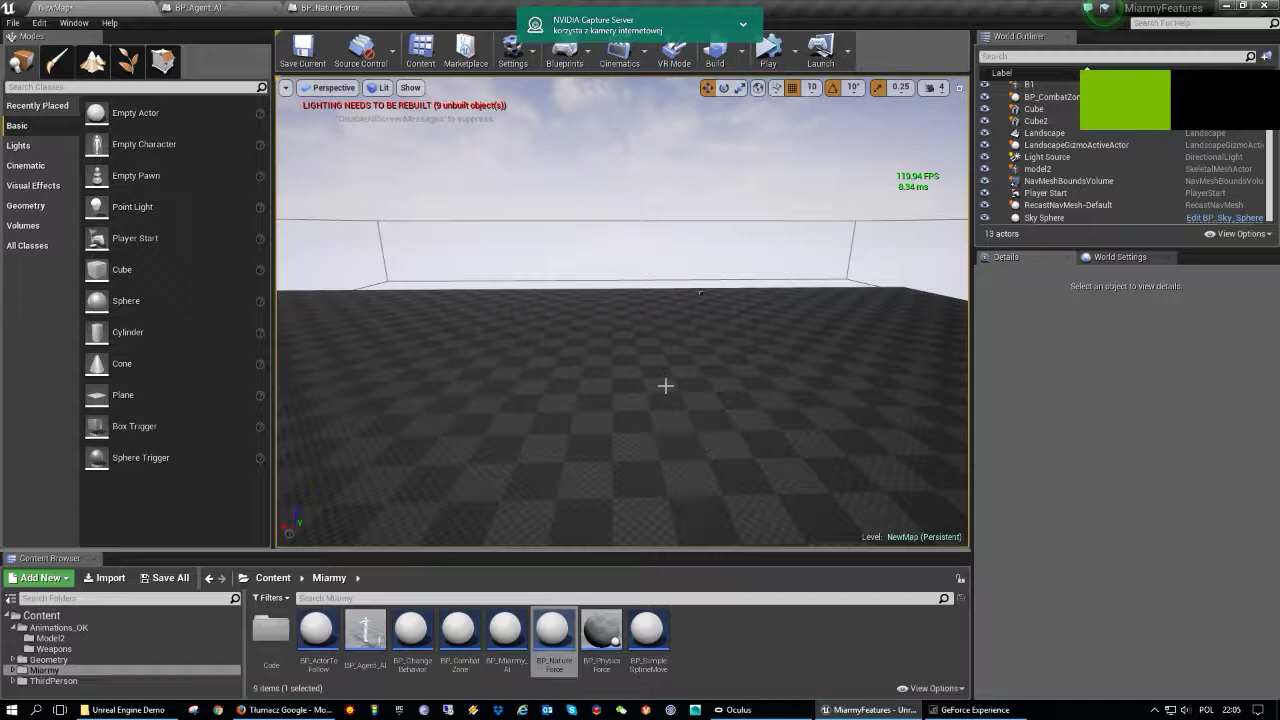 NewMap*
BP_Agent_AI
BP_NatureForce
NVIDIA Capture Server
korzysta z kamery internetowej
MiarmyFeatures
File Edit Window Help
Search For Help
Modes
Search Classes
Recently Placed
Basic
Lights
Cinematic
Visual Effects
Geometry
Volumes
All Classes
Empty Actor
Empty Character
Empty Pawn
Point Light
Player Start
Cube
Sphere
Cylinder
Cone
Plane
Box Trigger
Sphere Trigger
Save Current
Source Control
Content
Marketplace
Settings
Blueprints
Cinematics
VR Mode
Build
Play
Launch
Perspective Lit Show
10 10° 0.25 4
LIGHTING NEEDS TO BE REBUILT (9 unbuilt object(s))
'DisableAllScreenMessages' to suppress
119.94 FPS
8.34 ms
Level: NewMap (Persistent)
World Outliner
Search...
Label
B1
BP_CombatZon
Cube
Cube2
Landscape Landscape
LandscapeGizmoActiveActor LandscapeGizmoActi
Light Source DirectionalLight
model2 SkeletalMeshActor
NavMeshBoundsVolume NavMeshBoundsVolu
Player Start PlayerStart
RecastNavMesh-Default RecastNavMesh
Sky Sphere Edit BP_Sky_Sphere
13 actors
View Options
Details
World Settings
Select an object to view details.
Content Browser
Add New Import Save All Content Miarmy
Search Folders
Filters
Search Miarmy
Content
Animations_OK
Model2
Weapons
Geometry
Miarmy
ThirdPerson
Code
BP_ActorTo
Follow
BP_Agent_AI
BP_Change
Behavior
BP_Combat
Zone
BP_Miarmy_
AI
BP_Nature
Force
BP_Physics
Force
BP_Simple
SplineMove
9 items (1 selected)
View Options
Unreal Engine Demo
Tłumacz Google - Mo...
Oculus
MiarmyFeatures - Unr...
GeForce Experience
POL 22:05